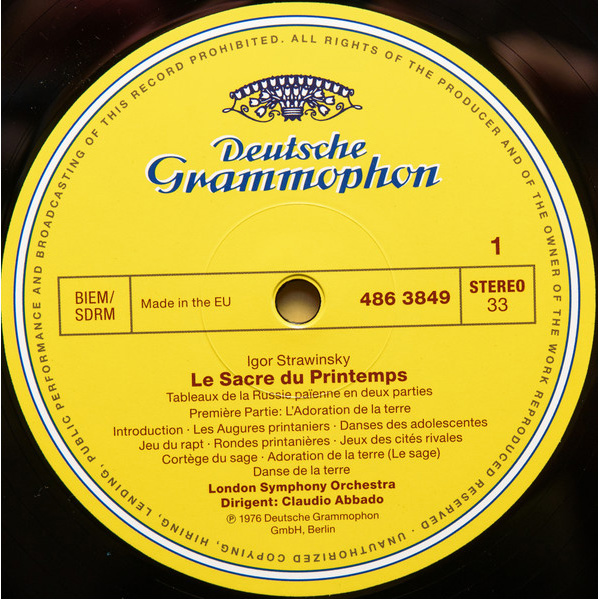 ALL RIGHTS OF THE PRODUCER AND OF THE OWNER OF THE WORK REPRODUCED RESERVED · UNAUTHORIZED COPYING, HIRING, LENDING, PUBLIC PERFORMANCE AND BROADCASTING OF THIS RECORD PROHIBITED.
Deutsche
Grammophon
1
BIEM/
SDRM
Made in the EU
486 3849
STEREO
33
Igor Strawinsky
Le Sacre du Printemps
Tableaux de la Russie païenne en deux parties
Première Partie: L'Adoration de la terre
Introduction · Les Augures printaniers · Danses des adolescentes
Jeu du rapt · Rondes printanières · Jeux des cités rivales
Cortège du sage · Adoration de la terre (Le sage)
Danse de la terre
London Symphony Orchestra
Dirigent: Claudio Abbado
℗ 1976 Deutsche Grammophon
GmbH, Berlin